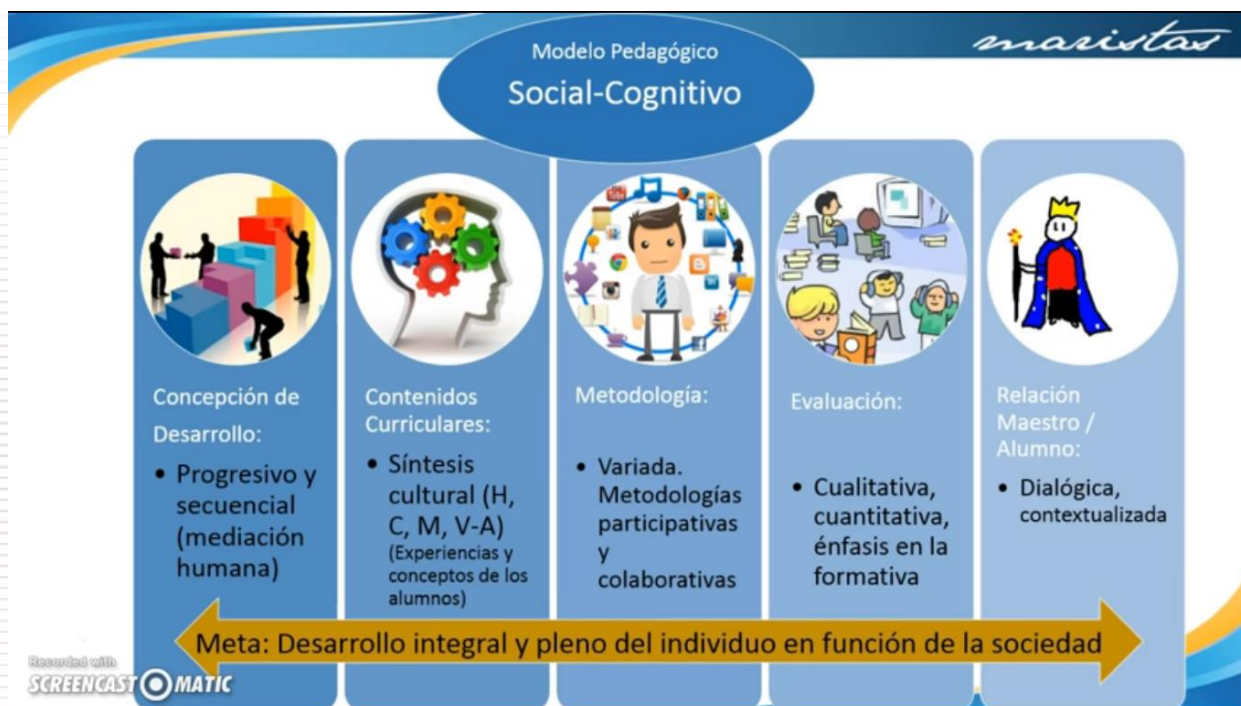 maristas
Modelo Pedagógico
Social-Cognitivo
Concepción de
Desarrollo:
• Progresivo y
secuencial
(mediación
humana)
Contenidos
Curriculares:
• Síntesis
cultural (H,
C, M, V-A)
(Experiencias y
conceptos de los
alumnos)
Metodología:
• Variada.
Metodologías
participativas
y
colaborativas
Evaluación:
• Cualitativa,
cuantitativa,
énfasis en la
formativa
Relación
Maestro /
Alumno:
• Dialógica,
contextualizada
Meta: Desarrollo integral y pleno del individuo en función de la sociedad
Recorded with
SCREENCAST MATIC